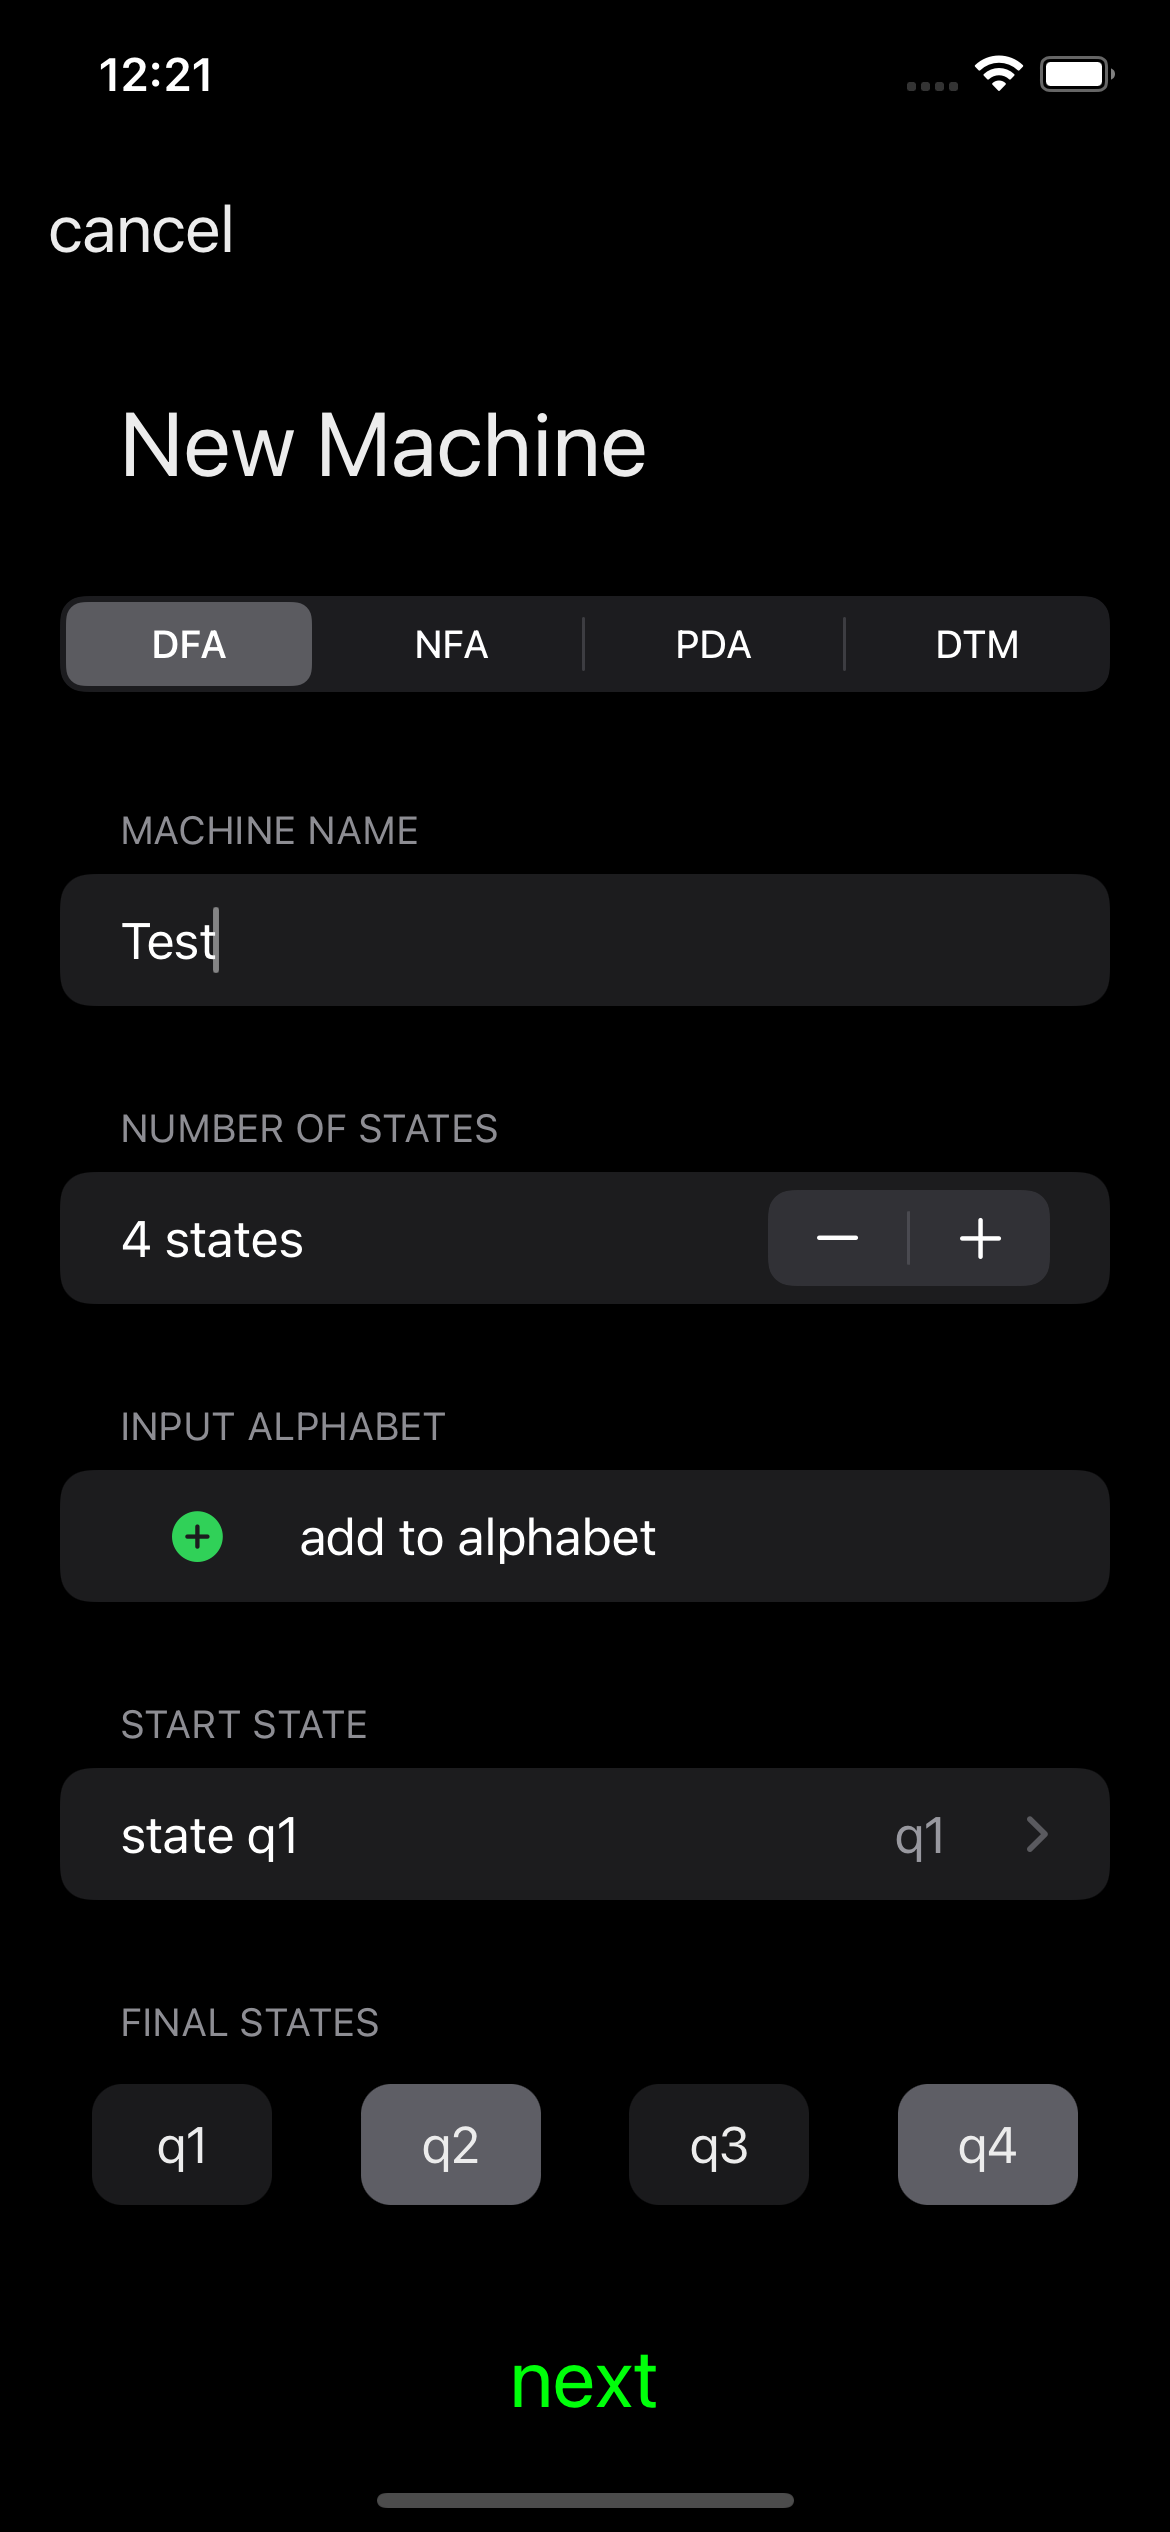 12:21
cancel
New Machine
DFA NFA PDA DTM
MACHINE NAME
Test
NUMBER OF STATES
4 states
INPUT ALPHABET
add to alphabet
START STATE
state q1 q1
FINAL STATES
q1 q2 q3 q4
next